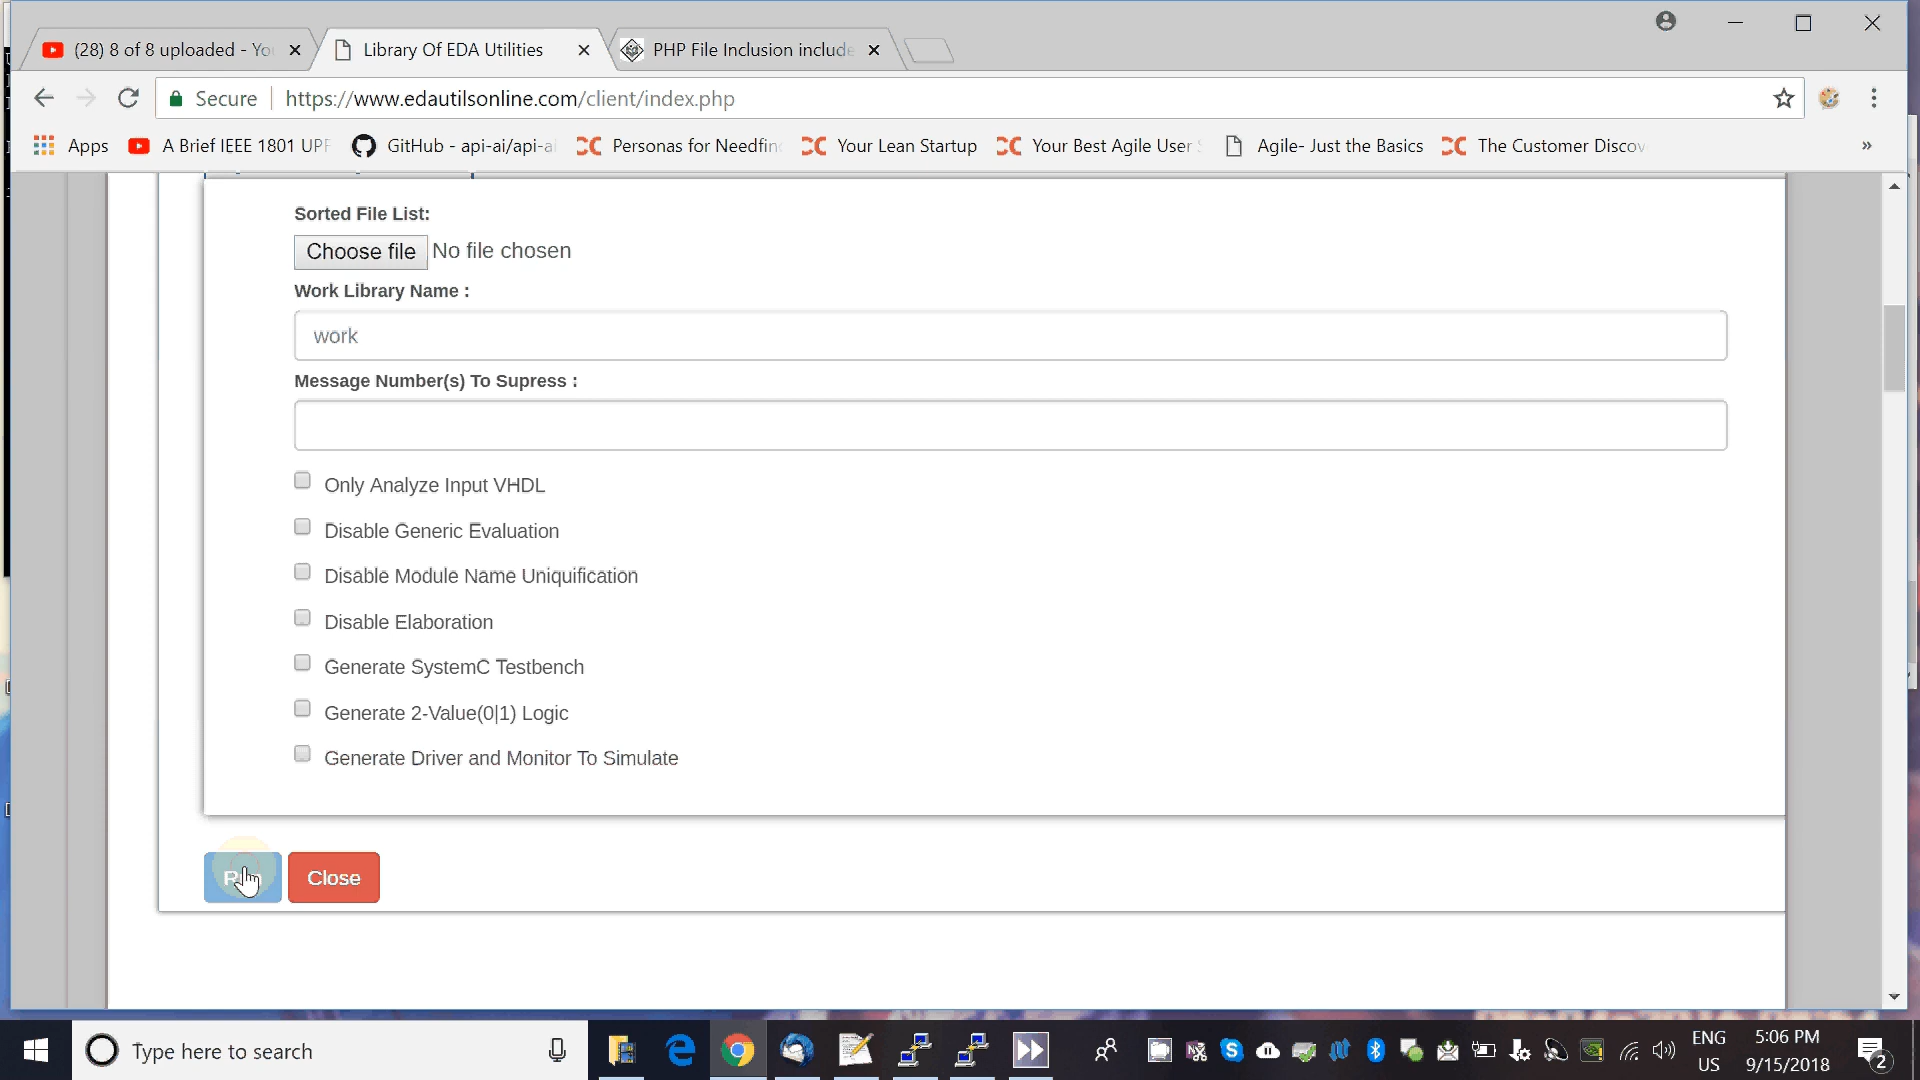 (28) 8 of 8 uploaded - Yo
Library Of EDA Utilities
PHP File Inclusion include
Secure
https://www.edautilsonline.com/client/index.php
Apps
A Brief IEEE 1801 UPF
GitHub - api-ai/api-ai
Personas for Needfin
Your Lean Startup
Your Best Agile User S
Agile- Just the Basics
The Customer Discov
»
Sorted File List:
Choose file No file chosen
Work Library Name :
work
Message Number(s) To Supress :
Only Analyze Input VHDL
Disable Generic Evaluation
Disable Module Name Uniquification
Disable Elaboration
Generate SystemC Testbench
Generate 2-Value(0|1) Logic
Generate Driver and Monitor To Simulate
Close
Type here to search
ENG
US
5:06 PM
9/15/2018
2